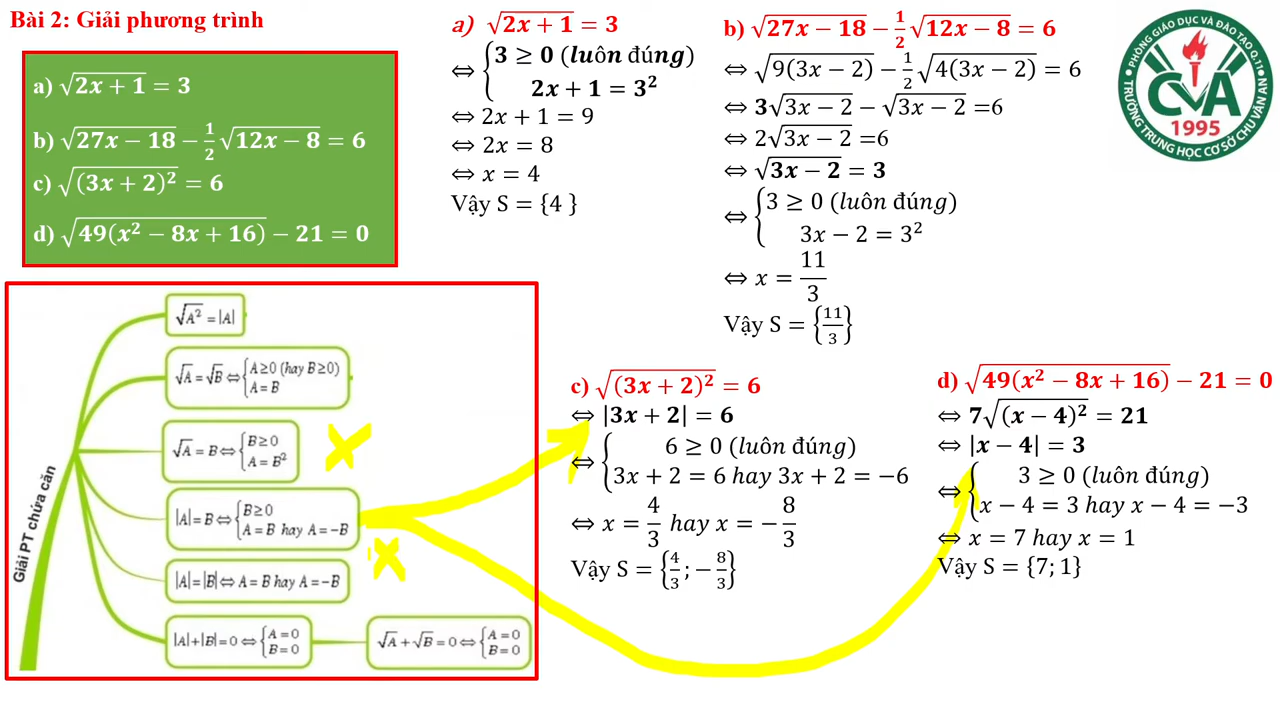 Bài 2: Giải phương trình
a) √(2x + 1) = 3
b) √(27x − 18) − 1/2 √(12x − 8) = 6
c) √((3x + 2)²) = 6
d) √(49(x² − 8x + 16)) − 21 = 0
a) √(2x + 1) = 3
⇔ { 3 ≥ 0 (luôn đúng)
2x + 1 = 3²
⇔ 2x + 1 = 9
⇔ 2x = 8
⇔ x = 4
Vậy S = {4 }
b) √(27x − 18) − 1/2 √(12x − 8) = 6
⇔ √(9(3x − 2)) − 1/2 √(4(3x − 2)) = 6
⇔ 3√(3x − 2) − √(3x − 2) =6
⇔ 2√(3x − 2) =6
⇔ √(3x − 2) = 3
⇔ { 3 ≥ 0 (luôn đúng)
3x − 2 = 3²
⇔ x = 11/3
Vậy S = {11/3}
PHÒNG GIÁO DỤC VÀ ĐÀO TẠO Q.11
CVA
1995
TRƯỜNG TRUNG HỌC CƠ SỞ CHU VĂN AN
Giải PT chứa căn
√A² = |A|
√A = √B ⇔ { A ≥ 0 (hay B ≥ 0)
A = B
√A = B ⇔ { B ≥ 0
A = B²
|A| = B ⇔ { B ≥ 0
A = B hay A = −B
|A| = |B| ⇔ A = B hay A = −B
|A| + |B| = 0 ⇔ { A = 0
B = 0
√A + √B = 0 ⇔ { A = 0
B = 0
c) √((3x + 2)²) = 6
⇔ |3x + 2| = 6
⇔ { 6 ≥ 0 (luôn đúng)
3x + 2 = 6 hay 3x + 2 = −6
⇔ x = 4/3 hay x = − 8/3
Vậy S = {4/3 ; − 8/3}
d) √(49(x² − 8x + 16)) − 21 = 0
⇔ 7√((x − 4)²) = 21
⇔ |x − 4| = 3
⇔ { 3 ≥ 0 (luôn đúng)
x − 4 = 3 hay x − 4 = −3
⇔ x = 7 hay x = 1
Vậy S = {7; 1}